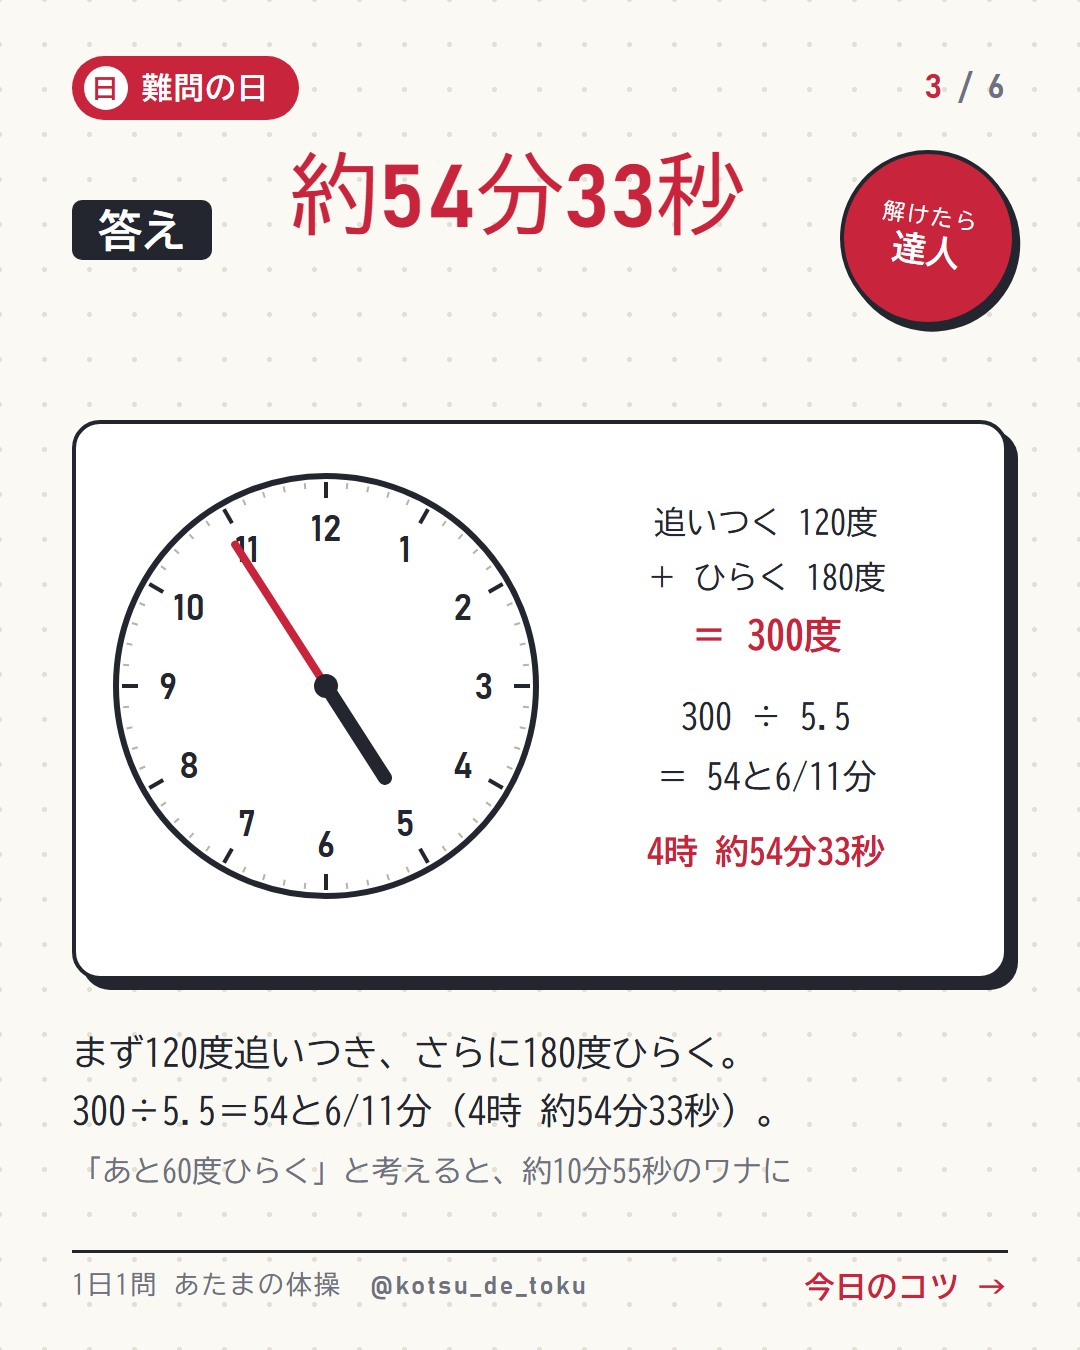 日 難問の日
3 / 6
答え
約54分33秒
解けたら
達人
12
1
2
3
4
5
6
7
8
9
10
11
追いつく 120度
＋ ひらく 180度
＝ 300度
300 ÷ 5.5
＝ 54と6/11分
4時 約54分33秒
まず120度追いつき、さらに180度ひらく。
300÷5.5＝54と6/11分（4時 約54分33秒）。
「あと60度ひらく」と考えると、約10分55秒のワナに
1日1問 あたまの体操 @kotsu_de_toku
今日のコツ →